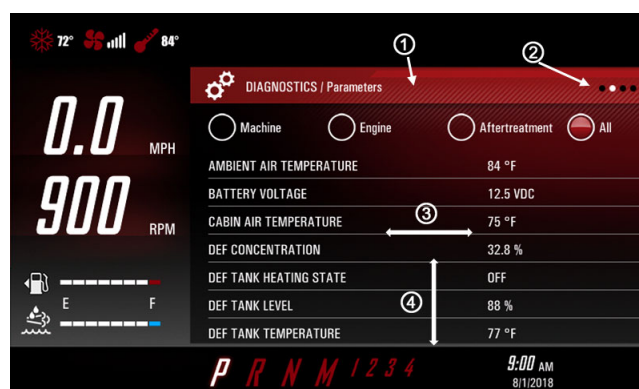 72° 84°
①
②
DIAGNOSTICS / Parameters
0.0 MPH
Machine Engine Aftertreatment All
AMBIENT AIR TEMPERATURE 84 °F
BATTERY VOLTAGE 12.5 VDC
900 RPM
CABIN AIR TEMPERATURE 75 °F
③
DEF CONCENTRATION 32.8 %
DEF TANK HEATING STATE OFF
E F
④
DEF TANK LEVEL 88 %
DEF TANK TEMPERATURE 77 °F
P R N M 1 2 3 4
9:00 AM
8/1/2018